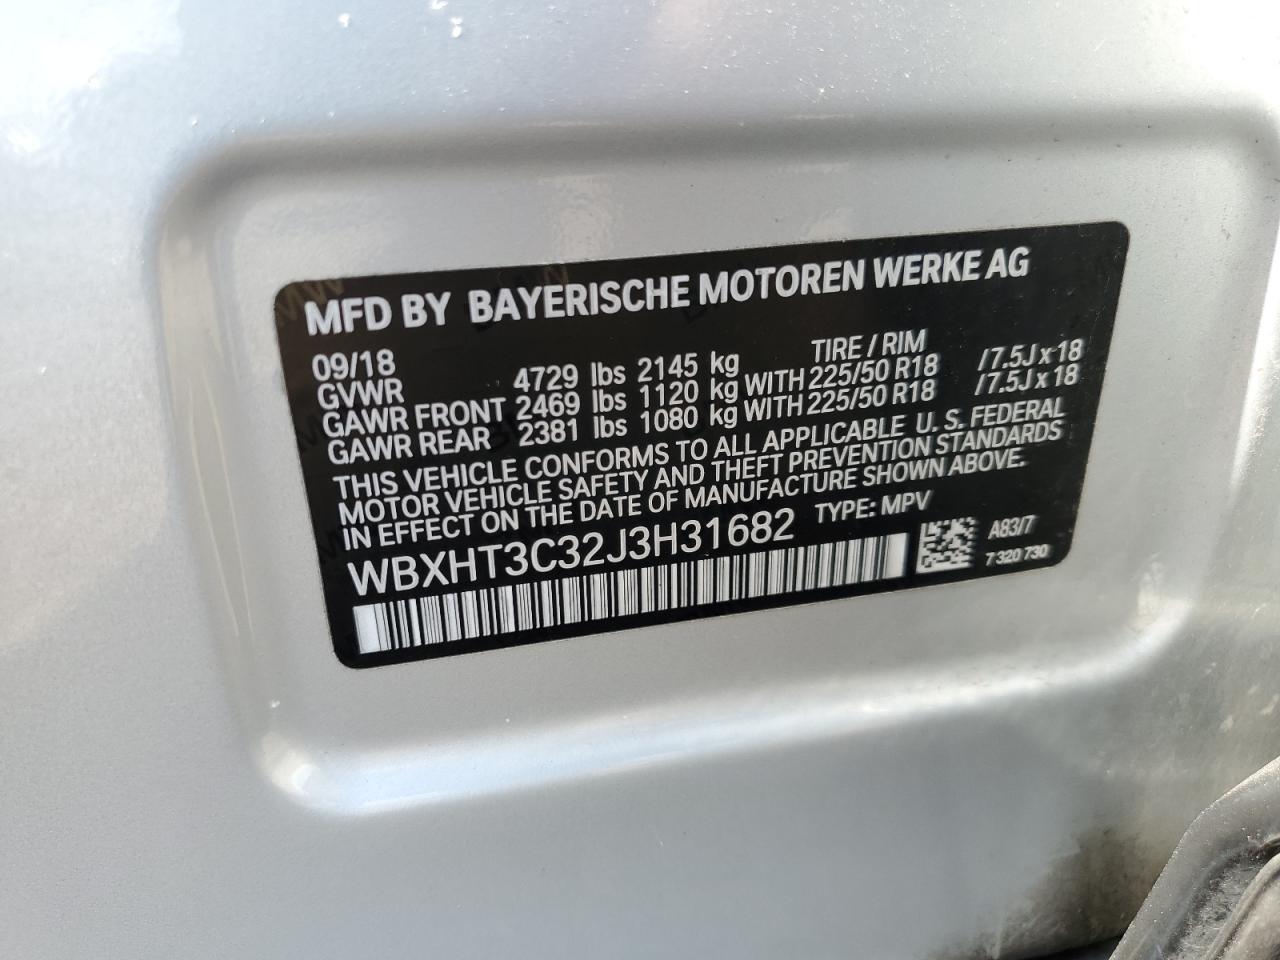 MFD BY BAYERISCHE MOTOREN WERKE AG
09/18 TIRE / RIM
GVWR 4729 lbs 2145 kg
GAWR FRONT 2469 lbs 1120 kg WITH 225/50 R18 /7.5J x 18
GAWR REAR 2381 lbs 1080 kg WITH 225/50 R18 /7.5J x 18
THIS VEHICLE CONFORMS TO ALL APPLICABLE U. S. FEDERAL
MOTOR VEHICLE SAFETY AND THEFT PREVENTION STANDARDS
IN EFFECT ON THE DATE OF MANUFACTURE SHOWN ABOVE.
WBXHT3C32J3H31682 TYPE: MPV
A83/7
7 320 730